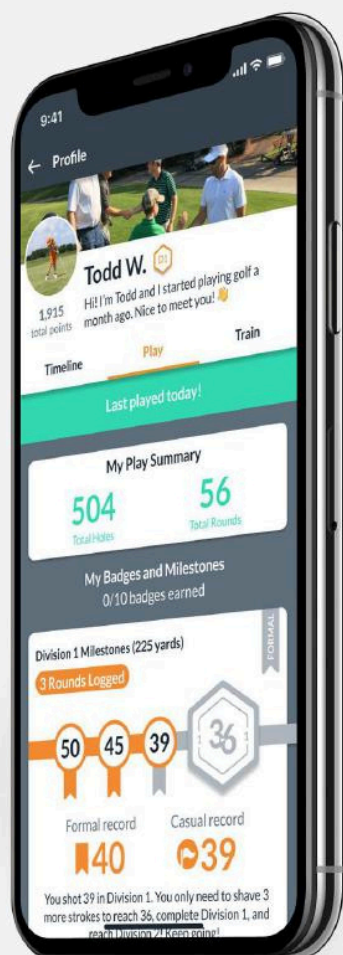 9:41
Profile
Todd W.
D1
Hi! I'm Todd and I started playing golf a
month ago. Nice to meet you! 👋
1,915
total points
Timeline
Play
Train
Last played today!
My Play Summary
504
56
Total Holes
Total Rounds
My Badges and Milestones
0/10 badges earned
FORMAL
Division 1 Milestones (225 yards)
3 Rounds Logged
50
45
39
1
36
1
Formal record
Casual record
40
39
You shot 39 in Division 1. You only need to shave 3
more strokes to reach 36, complete Division 1, and
reach Division 2! Keep going!